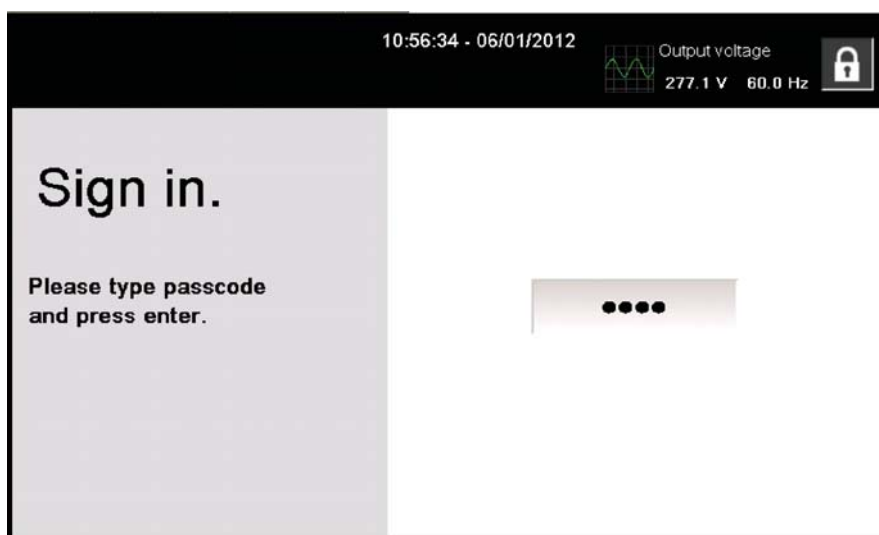 10:56:34 - 06/01/2012
Output voltage
277.1 V 60.0 Hz
Sign in.
Please type passcode
and press enter.